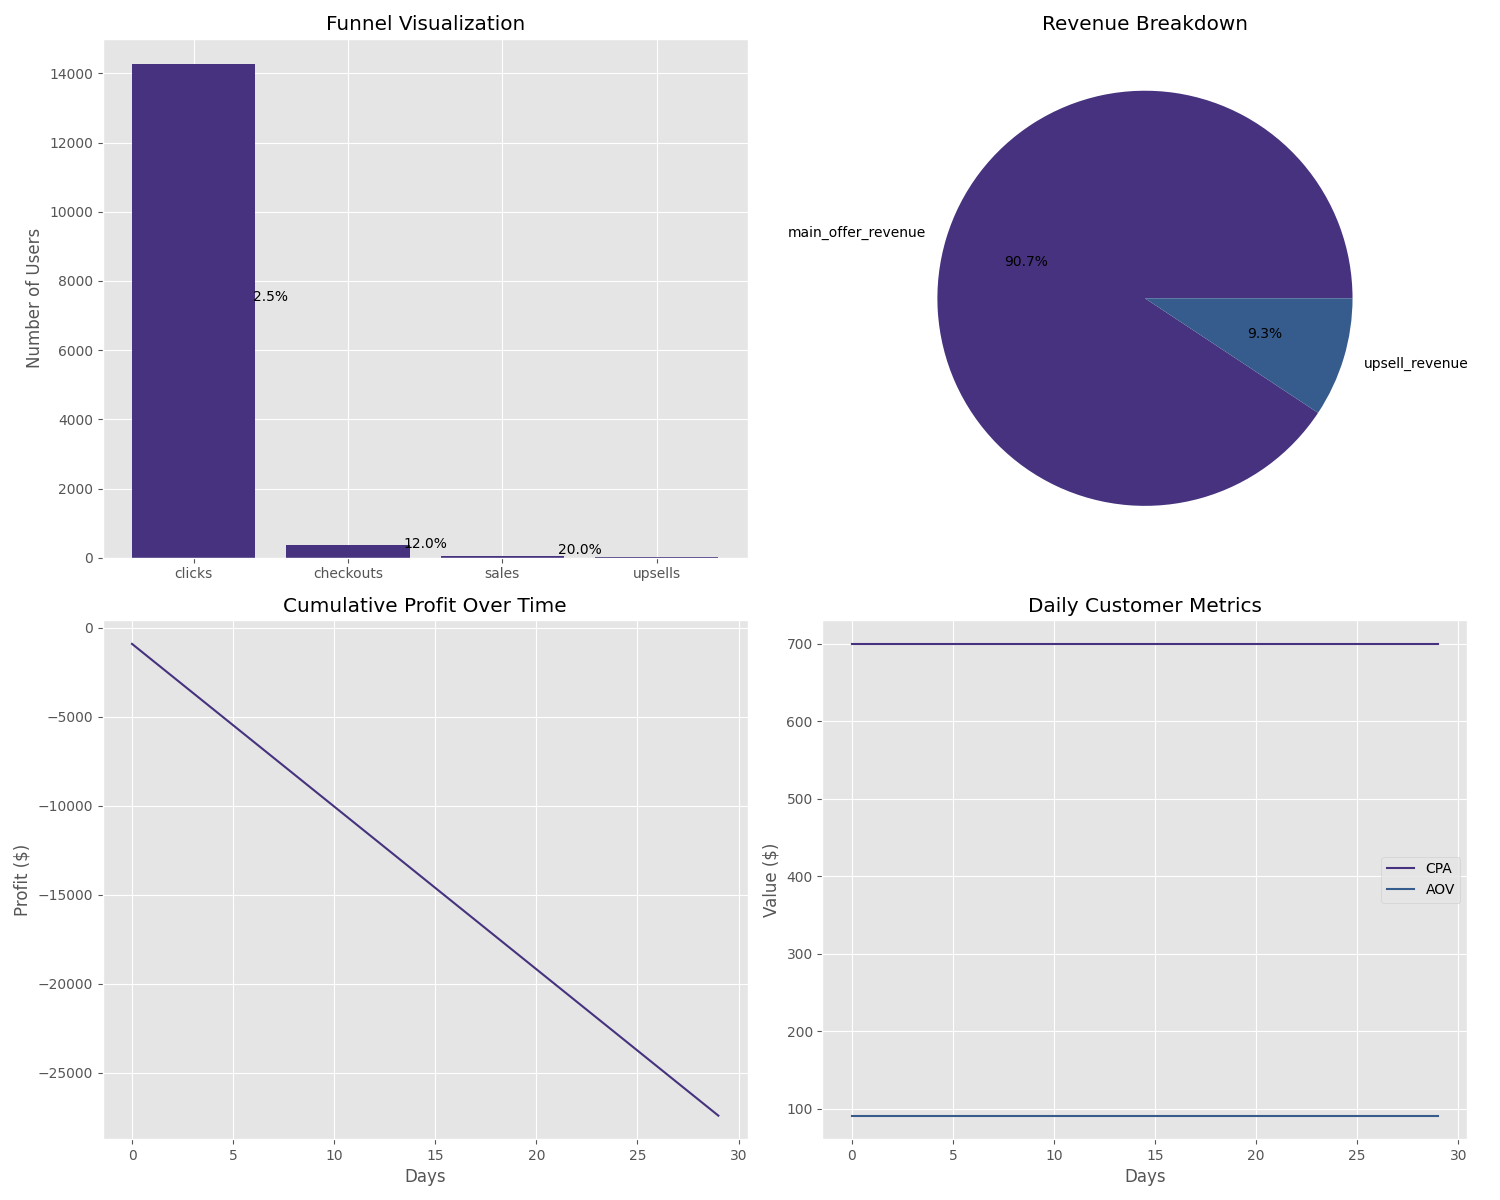 Funnel Visualization
14000
12000
10000
8000
6000
4000
2000
0
Number of Users
2.5%
12.0%
20.0%
clicks
checkouts
sales
upsells
Revenue Breakdown
main_offer_revenue
90.7%
9.3%
upsell_revenue
Cumulative Profit Over Time
0
−5000
−10000
−15000
−20000
−25000
Profit ($)
0
5
10
15
20
25
30
Days
Daily Customer Metrics
700
600
500
400
300
200
100
Value ($)
CPA
AOV
0
5
10
15
20
25
30
Days